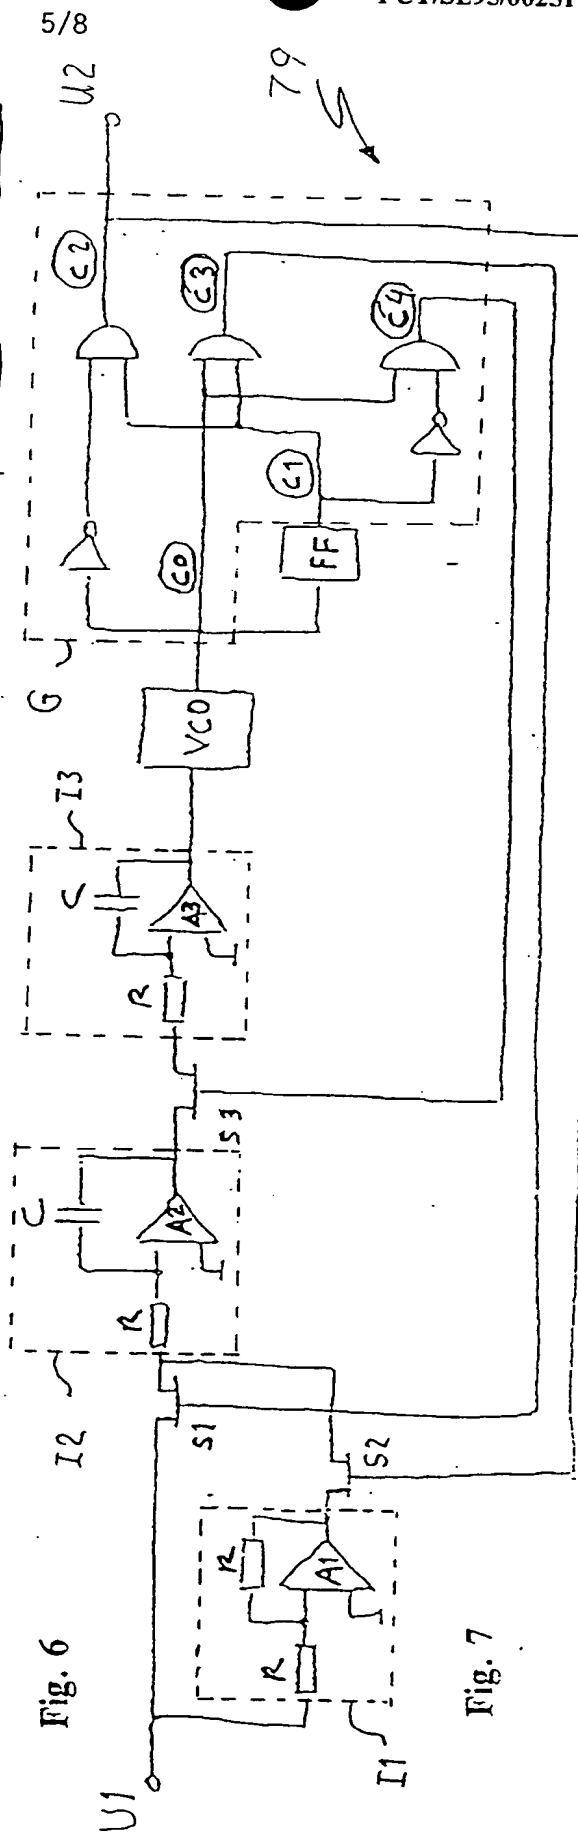 5/8
U2
79
C2
C3
C4
C1
C0
FF
G
VCO
I3
C
A3
R
S3
C
A2
R
I2
S1
S2
R
A1
R
I1
U1
Fig. 6
Fig. 7